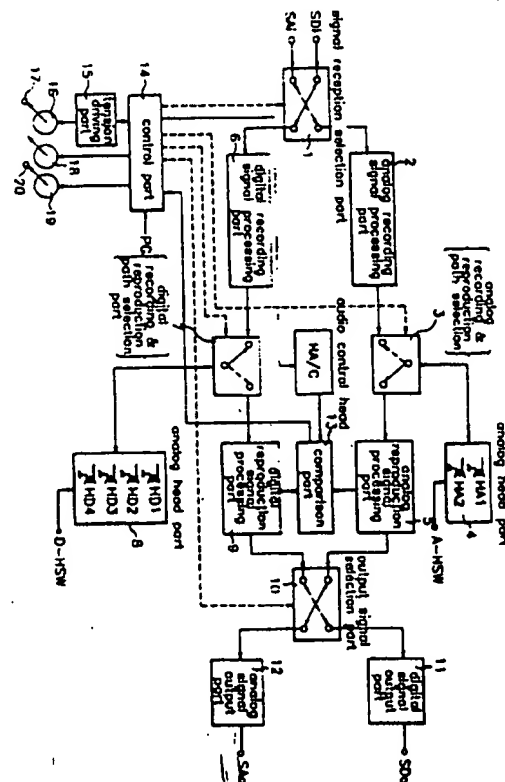 SDI
SAI
signal reception selection part
1
2
analog
signal recording
processing
part
6
digital
signal recording
processing
part
analog
recording &
reproduction
path selection
part
3
digital
recording &
reproduction
path selection
part
analog head part
HA1
HA2
4
A-HSW
5
analog
reproduction
signal
processing
part
audio control head
HA/C
13
comparison
part
9
digital
reproduction
signal
processing
part
analog head part
HD1
HD2
HD3
HD4
8
D-HSW
output signal
selection part
10
11
digital
signal
output
part
SDo
12
analog
signal
output
part
SAo
14
control part
PG
15
tension
driving
part
16
17
18
19
20